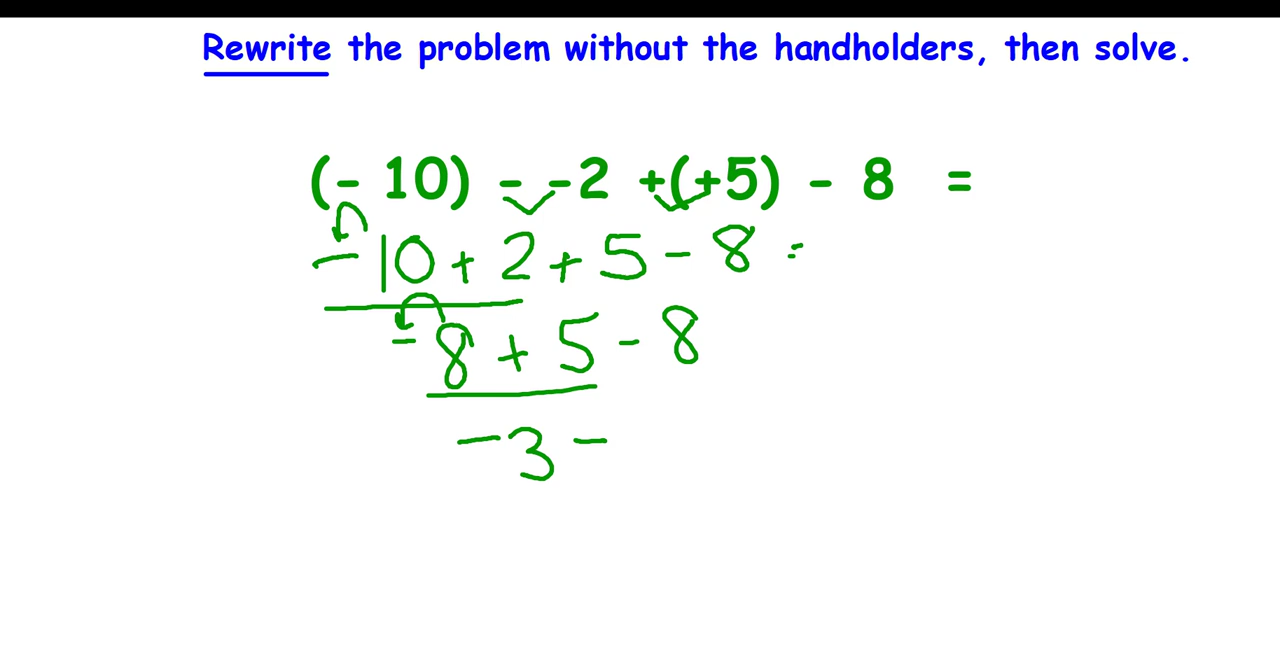 Rewrite the problem without the handholders, then solve.
(- 10) - -2 +(+5) - 8 =
-10 + 2 + 5 - 8 =
-8 + 5 - 8
-3 -